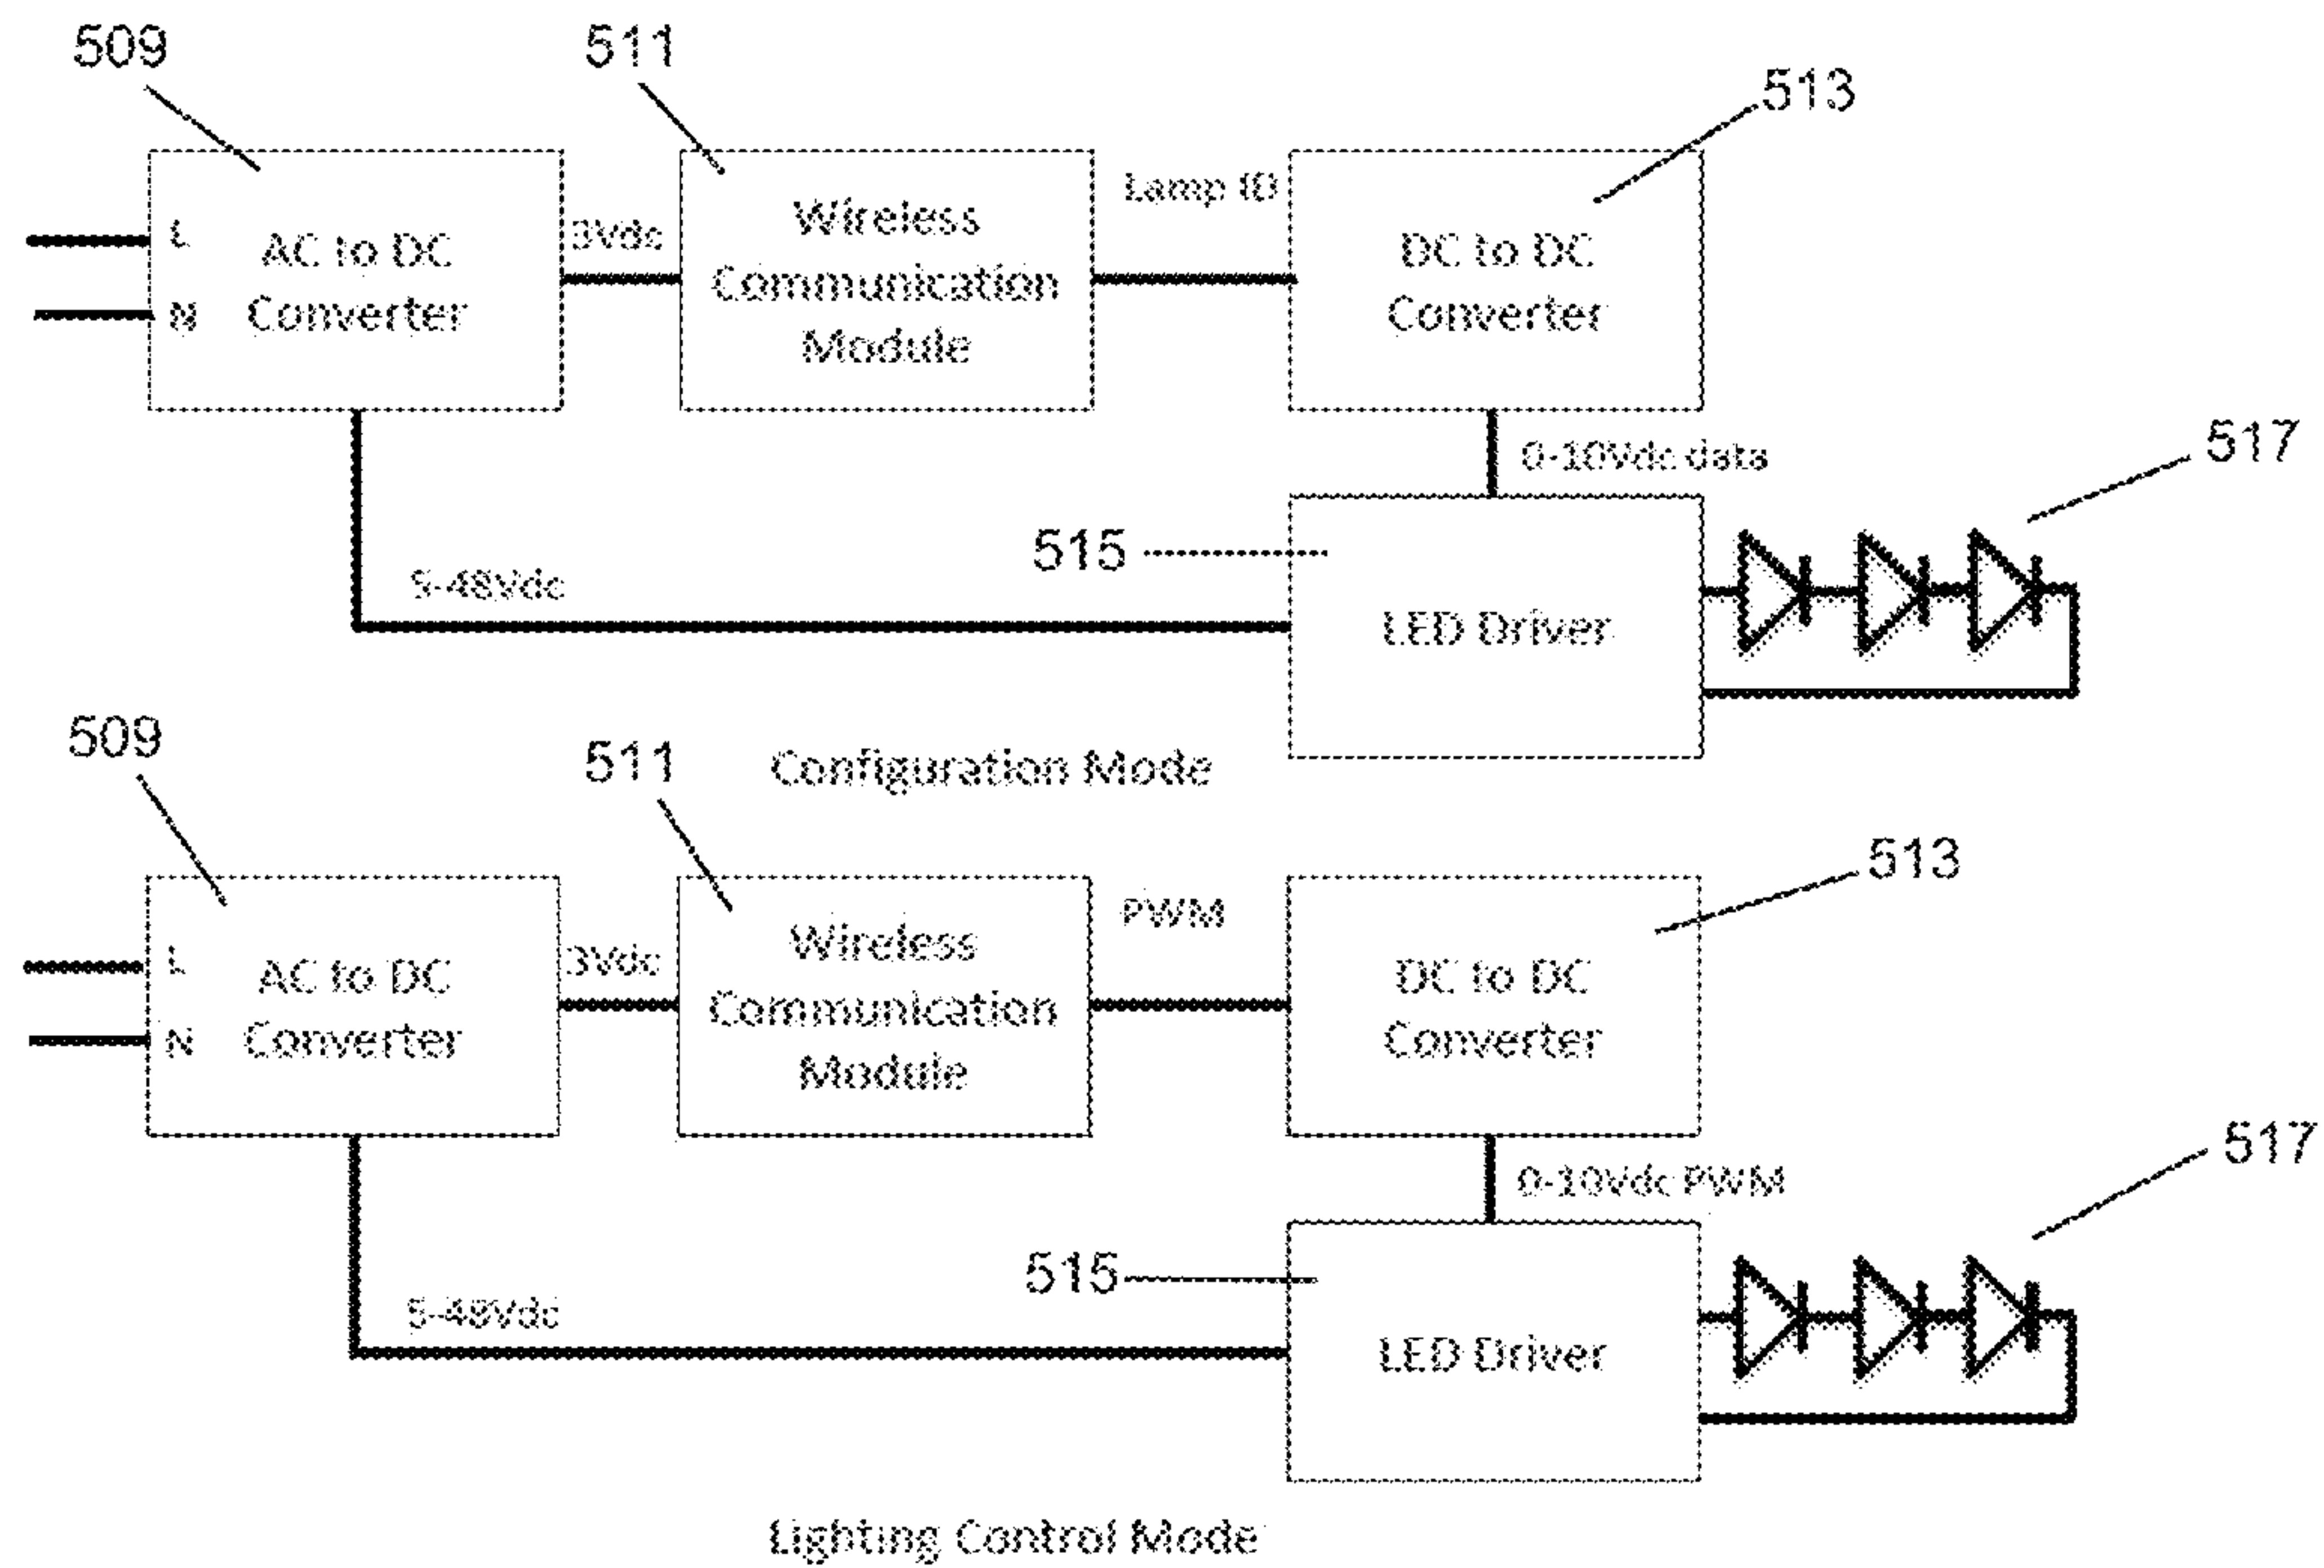 509
511
513
L
N
AC to DC
Converter
3Vdc
Wireless
Communication
Module
Lamp ID
DC to DC
Converter
0-10Vdc data
517
515
5-48Vdc
LED Driver
Configuration Mode
509
511
513
L
N
AC to DC
Converter
3Vdc
Wireless
Communication
Module
PWM
DC to DC
Converter
0-10Vdc PWM
517
515
5-48Vdc
LED Driver
Lighting Control Mode